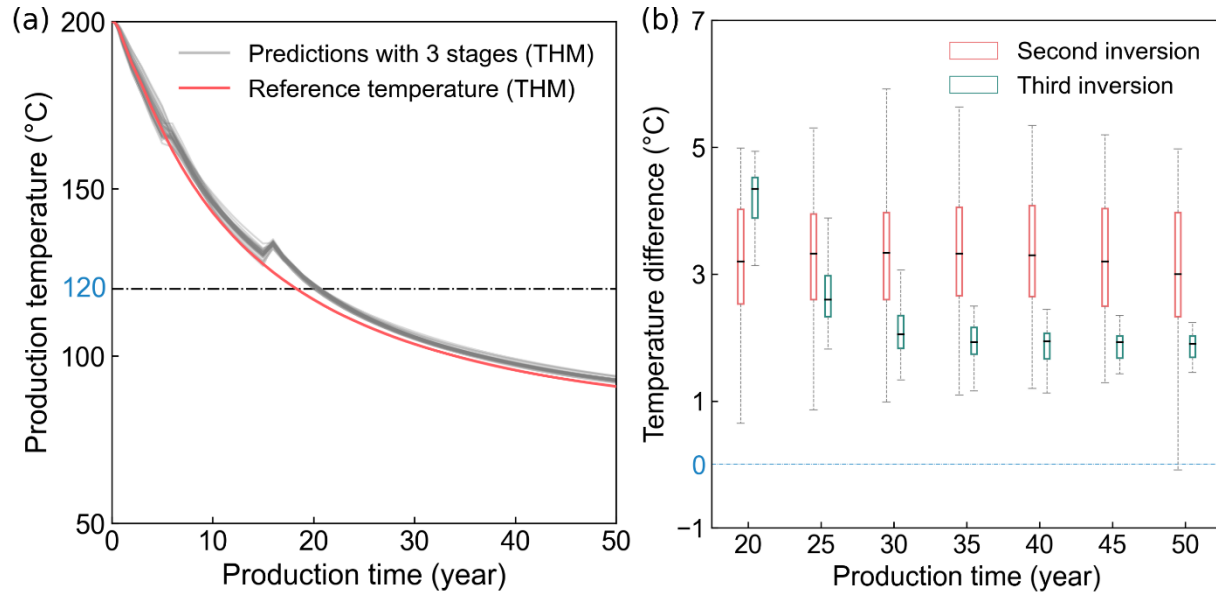 (a)
200
150
120
100
50
Production temperature (°C)
Predictions with 3 stages (THM)
Reference temperature (THM)
0 10 20 30 40 50
Production time (year)
(b)
7
5
3
1
0
−1
Temperature difference (°C)
Second inversion
Third inversion
20 25 30 35 40 45 50
Production time (year)